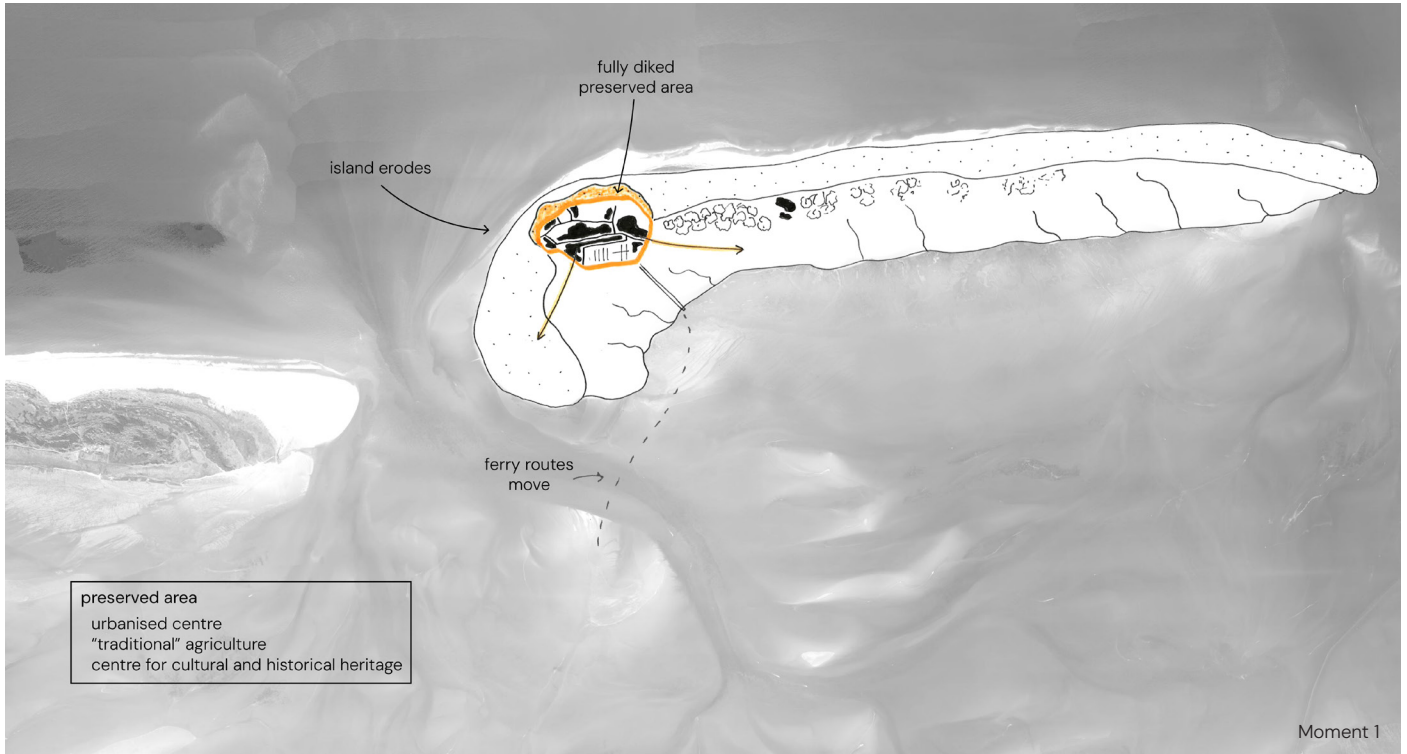 fully diked
preserved area
island erodes
ferry routes
move
preserved area
urbanised centre
"traditional" agriculture
centre for cultural and historical heritage
Moment 1